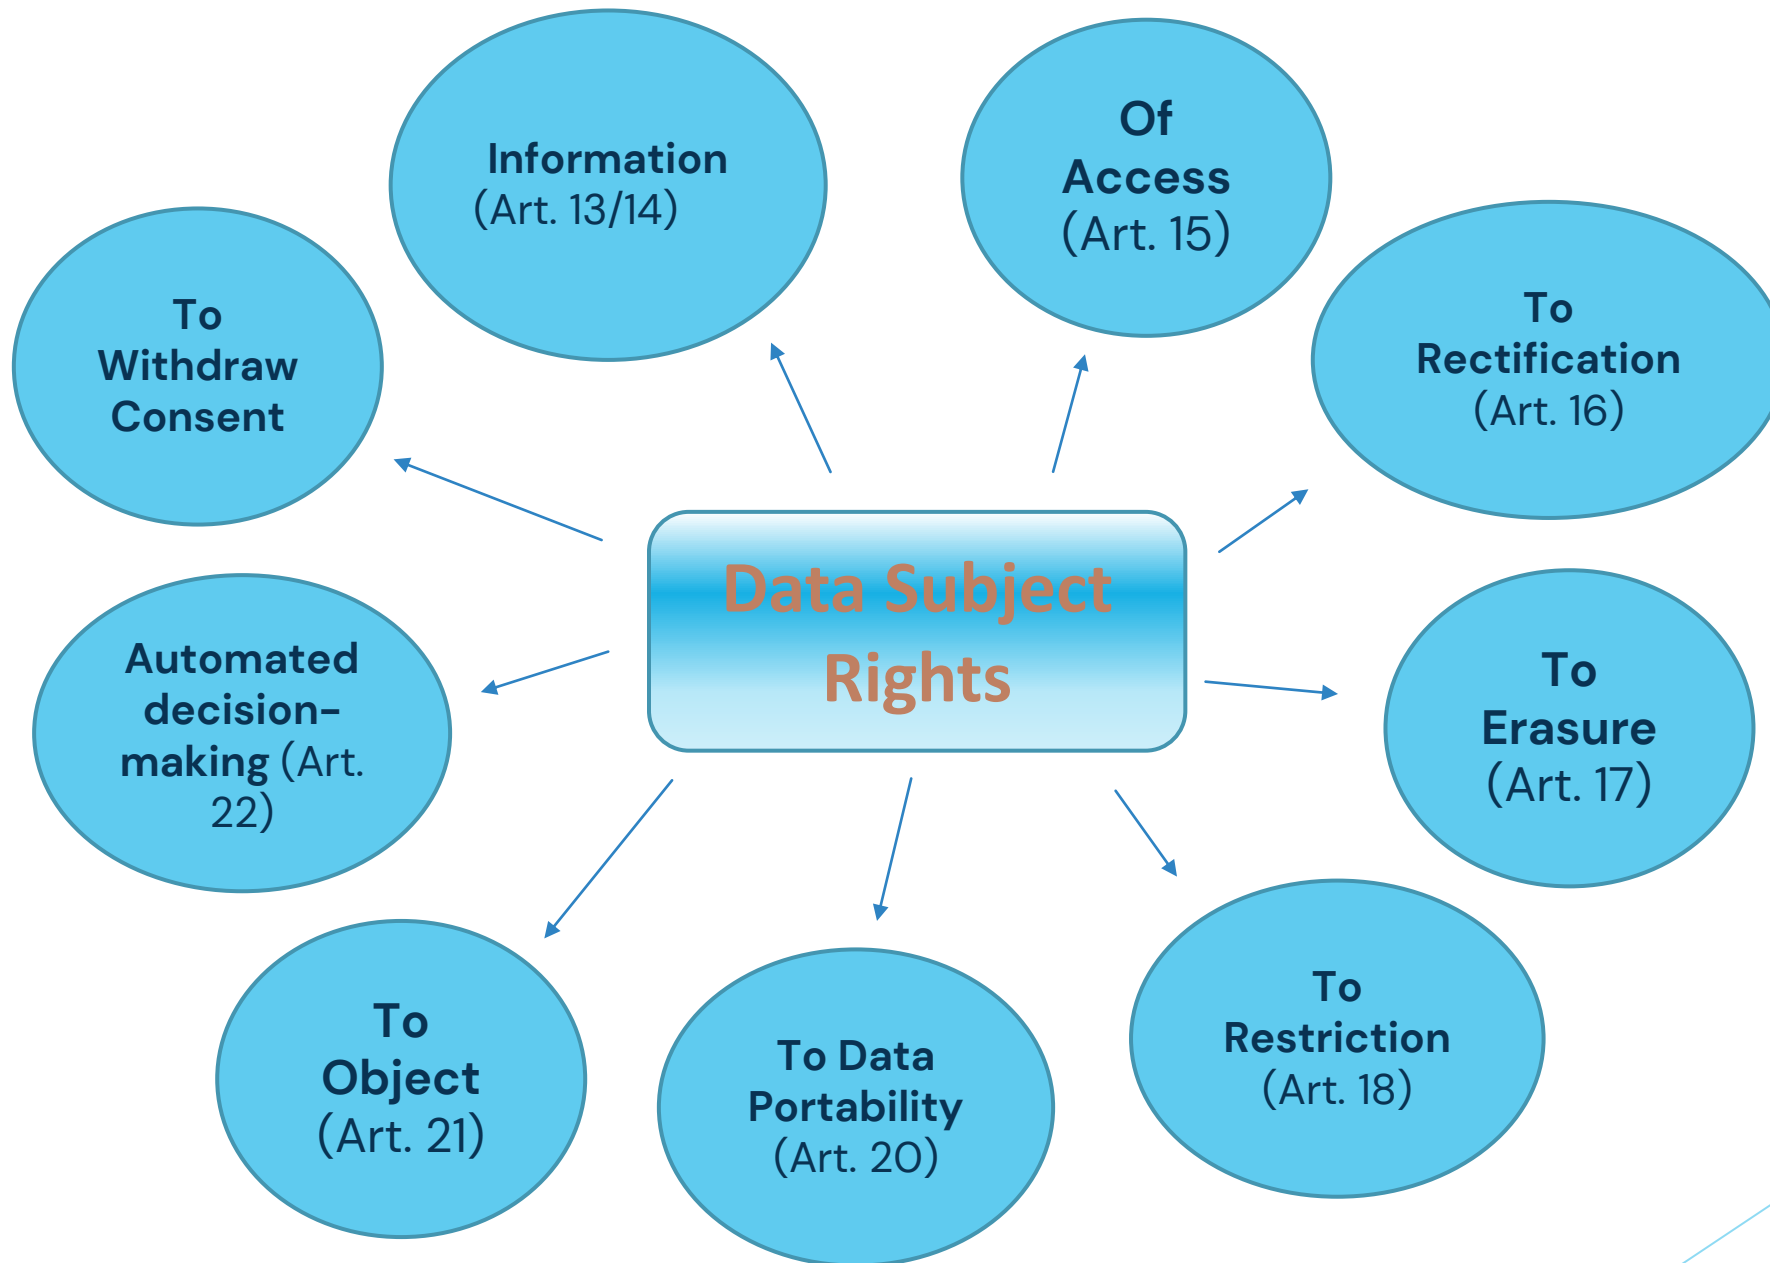 Information
(Art. 13/14)
Of
Access
(Art. 15)
To
Rectification
(Art. 16)
To
Withdraw
Consent
Data Subject
Rights
Automated
decision-
making (Art.
22)
To
Erasure
(Art. 17)
To
Object
(Art. 21)
To Data
Portability
(Art. 20)
To
Restriction
(Art. 18)